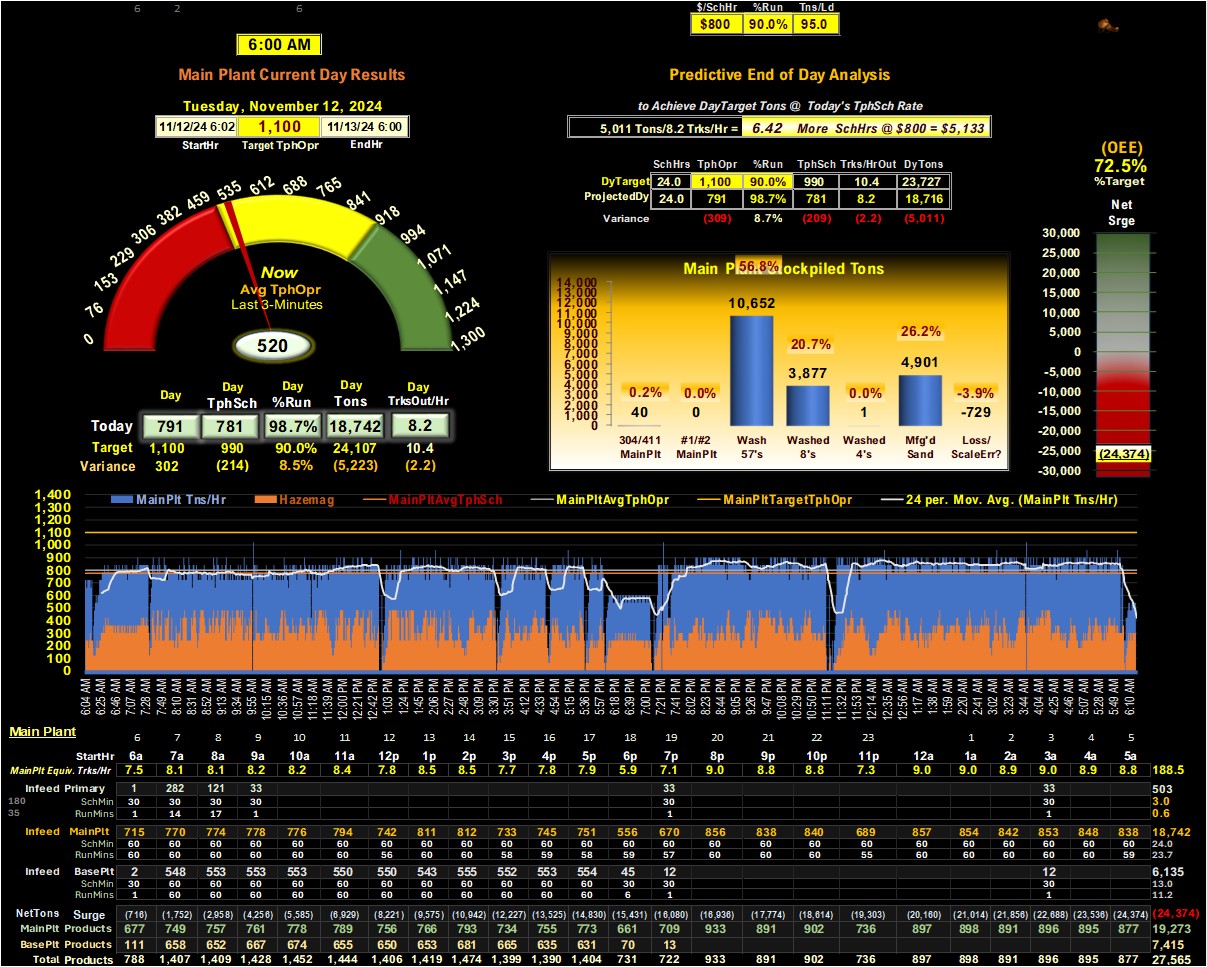 6 2 6
$/SchHr %Run Tns/Ld
$800 90.0% 95.0
6:00 AM
Main Plant Current Day Results
Predictive End of Day Analysis
Tuesday, November 12, 2024
11/12/24 6:02 1,100 11/13/24 6:00
StartHr Target TphOpr EndHr
to Achieve DayTarget Tons @ Today's TphSch Rate
5,011 Tons/8.2 Trks/Hr = 6.42 More SchHrs @ $800 = $5,133
SchHrs TphOpr %Run TphSch Trks/HrOut DyTons
DyTarget 24.0 1,100 90.0% 990 10.4 23,727
ProjectedDy 24.0 791 98.7% 781 8.2 18,716
Variance (309) 8.7% (209) (2.2) (5,011)
(OEE)
72.5%
%Target
Net
Srge
30,000
25,000
20,000
15,000
10,000
5,000
0
-5,000
-10,000
-15,000
-20,000
-25,000
(24,374)
-30,000
0 76 153 229 306 382 459 535 612 688 765 841 918 994 1,071 1,147 1,224 1,300
Now
Avg TphOpr
Last 3-Minutes
520
Main Stockpiled Tons
14,000
13,000
12,000
11,000
10,000
9,000
8,000
7,000
6,000
5,000
4,000
3,000
2,000
1,000
0
0.2% 0.0% 56.8% 20.7% 0.0% 26.2% -3.9%
40 0 10,652 3,877 1 4,901 -729
304/411 #1/#2 Wash Washed Washed Mfg'd Loss/
MainPlt MainPlt 57's 8's 4's Sand ScaleErr?
Day Day Day Day Day
TphSch %Run Tons TrksOut/Hr
Today 791 781 98.7% 18,742 8.2
Target 1,100 990 90.0% 24,107 10.4
Variance 302 (214) 8.5% (5,223) (2.2)
MainPlt Tns/Hr Hazemag MainPltAvgTphSch MainPltAvgTphOpr MainPltTargetTphOpr 24 per. Mov. Avg. (MainPlt Tns/Hr)
1,400
1,300
1,200
1,100
1,000
900
800
700
600
500
400
300
200
100
0
6:04 AM 6:25 AM 6:46 AM 7:07 AM 7:28 AM 7:49 AM 8:10 AM 8:31 AM 8:52 AM 9:13 AM 9:34 AM 9:55 AM 10:15 AM 10:36 AM 10:57 AM 11:18 AM 11:39 AM 12:00 PM 12:21 PM 12:42 PM 1:03 PM 1:24 PM 1:45 PM 2:06 PM 2:27 PM 2:48 PM 3:09 PM 3:30 PM 3:51 PM 4:12 PM 4:33 PM 4:54 PM 5:15 PM 5:36 PM 5:57 PM 6:18 PM 6:39 PM 7:00 PM 7:21 PM 7:41 PM 8:02 PM 8:23 PM 8:44 PM 9:05 PM 9:26 PM 9:47 PM 10:08 PM 10:29 PM 10:50 PM 11:11 PM 11:32 PM 11:53 PM 12:14 AM 12:35 AM 12:56 AM 1:17 AM 1:38 AM 1:59 AM 2:20 AM 2:41 AM 3:02 AM 3:23 AM 3:44 AM 4:04 AM 4:25 AM 4:46 AM 5:07 AM 5:28 AM 5:49 AM 6:10 AM
Main Plant
6 7 8 9 10 11 12 13 14 15 16 17 18 19 20 21 22 23 1 2 3 4 5
StartHr 6a 7a 8a 9a 10a 11a 12p 1p 2p 3p 4p 5p 6p 7p 8p 9p 10p 11p 12a 1a 2a 3a 4a 5a
MainPlt Equiv. Trks/Hr 7.5 8.1 8.1 8.2 8.2 8.4 7.8 8.5 8.5 7.7 7.8 7.9 5.9 7.1 9.0 8.8 8.8 7.3 9.0 9.0 8.9 9.0 8.9 8.8 188.5
Infeed Primary 1 282 121 33 33 33 503
180 SchMin 30 30 30 30 30 30 3.0
35 RunMins 1 14 17 1 1 1 0.6
Infeed MainPlt 715 770 774 778 776 794 742 811 812 733 745 751 556 670 856 838 840 689 857 854 842 853 848 838 18,742
SchMin 60 60 60 60 60 60 60 60 60 60 60 60 60 60 60 60 60 60 60 60 60 60 60 60 24.0
RunMins 60 60 60 60 60 60 56 60 60 58 59 58 59 57 60 60 60 55 60 60 60 60 60 59 23.7
Infeed BasePlt 2 548 553 553 553 550 550 543 555 552 553 554 45 12 12 6,135
SchMin 30 60 60 60 60 60 60 60 60 60 60 60 30 30 30 13.0
RunMins 1 60 60 60 60 60 60 60 60 60 60 60 6 1 1 11.2
NetTons Surge (716) (1,752) (2,958) (4,256) (5,585) (6,929) (8,221) (9,575) (10,942) (12,227) (13,525) (14,830) (15,431) (16,080) (16,936) (17,774) (18,614) (19,303) (20,160) (21,014) (21,856) (22,688) (23,536) (24,374) (24,374)
MainPlt Products 677 749 757 761 778 789 756 766 793 734 755 773 661 709 933 891 902 736 897 898 891 896 895 877 19,273
BasePlt Products 111 658 652 667 674 655 650 653 681 665 635 631 70 13 7,415
Total Products 788 1,407 1,409 1,428 1,452 1,444 1,406 1,419 1,474 1,399 1,390 1,404 731 722 933 891 902 736 897 898 891 896 895 877 27,565